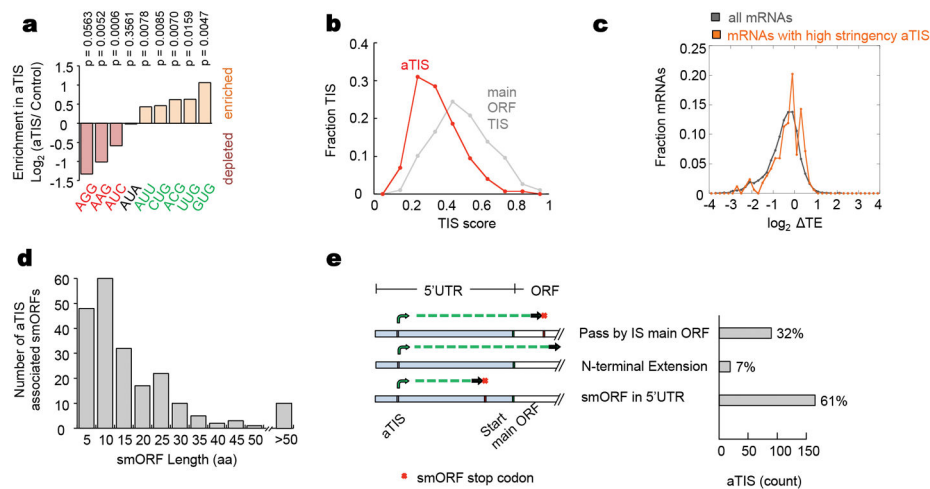 a
p = 0.0563
p = 0.0052
p = 0.0006
p = 0.3561
p = 0.0078
p = 0.0085
p = 0.0070
p = 0.0159
p = 0.0047
Enrichment in aTIS
Log2 (aTIS/ Control)
1.5
1
0.5
0
-0.5
-1
-1.5
enriched
depleted
AGG
AAG
AUC
AUA
AUU
CUG
ACG
UUG
GUG
b
Fraction TIS
0.4
0.3
0.2
0.1
0
aTIS
main
ORF
TIS
0 0.2 0.4 0.6 0.8 1
TIS score
c
all mRNAs
mRNAs with high stringency aTIS
Fraction mRNAs
0.25
0.20
0.15
0.10
0.05
0
-4 -3 -2 -1 0 1 2 3 4
log2 ΔTE
d
Number of aTIS
associated smORFs
60
50
40
30
20
10
0
5 10 15 20 25 30 35 40 45 50 >50
smORF Length (aa)
e
5'UTR ORF
Pass by IS main ORF
N-terminal Extension
smORF in 5'UTR
aTIS
Start
main ORF
smORF stop codon
32%
7%
61%
0 50 100 150
aTIS (count)